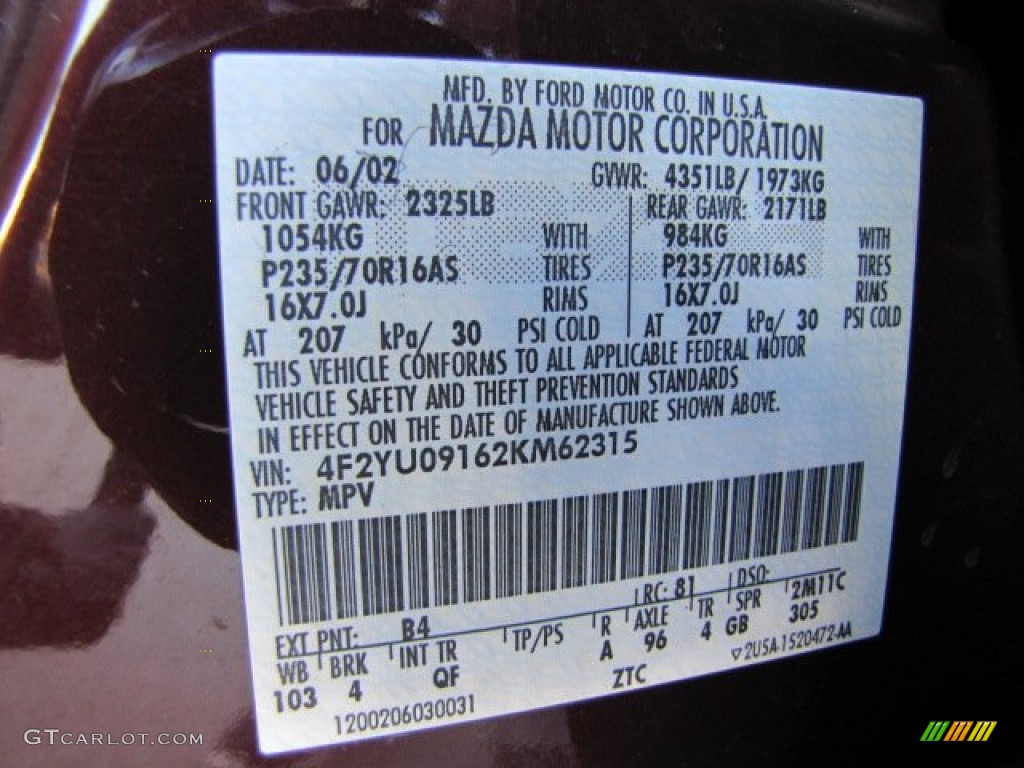 MFD. BY FORD MOTOR CO. IN U.S.A.
FOR MAZDA MOTOR CORPORATION
DATE: 06/02 GVWR: 4351LB/ 1973KG
FRONT GAWR: 2325LB REAR GAWR: 2171LB
1054KG WITH 984KG WITH
P235/70R16AS TIRES P235/70R16AS TIRES
16X7.0J RIMS 16X7.0J RIMS
AT 207 kPa/ 30 PSI COLD AT 207 kPa/ 30 PSI COLD
THIS VEHICLE CONFORMS TO ALL APPLICABLE FEDERAL MOTOR
VEHICLE SAFETY AND THEFT PREVENTION STANDARDS
IN EFFECT ON THE DATE OF MANUFACTURE SHOWN ABOVE.
VIN: 4F2YU09162KM62315
TYPE: MPV
EXT PNT: B4 RC: 81 DSO:
WB BRK INT TR TP/PS R AXLE TR SPR 2M11C
103 4 QF A 96 4 GB 305
ZTC ▽2U5A-1520472-AA
1200206030031
GTCARLOT.COM